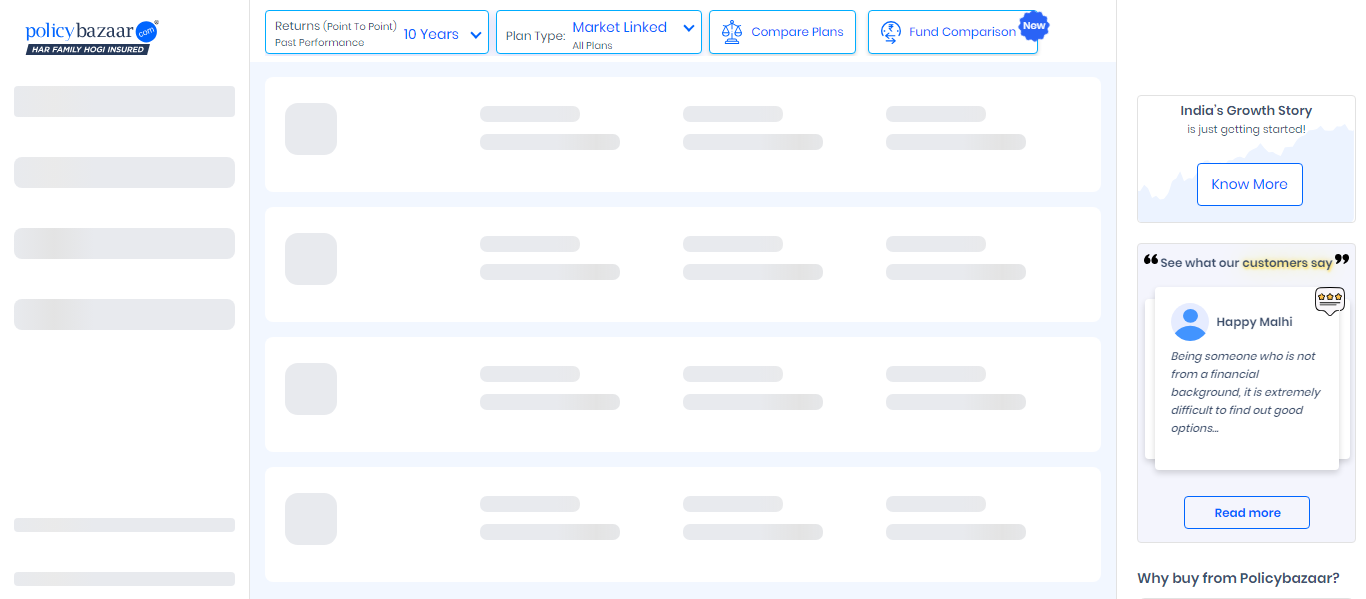 policybazaar.com
HAR FAMILY HOGI INSURED
Returns (Point To Point)
Past Performance
10 Years
Plan Type:
Market Linked
All Plans
Compare Plans
Fund Comparison
New
India's Growth Story
is just getting started!
Know More
See what our customers say
Happy Malhi
Being someone who is not
from a financial
background, it is extremely
difficult to find out good
options...
Read more
Why buy from Policybazaar?